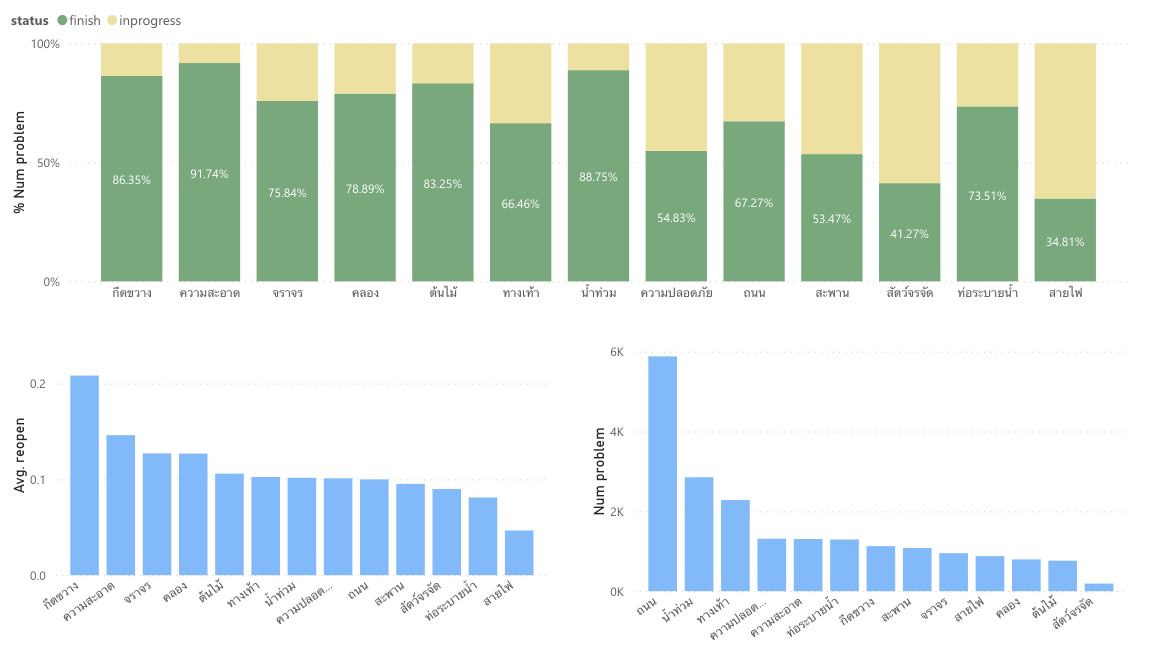 status finish inprogress
100%
50%
0%
% Num problem
86.35% 91.74% 75.84% 78.89% 83.25% 66.46% 88.75% 54.83% 67.27% 53.47% 41.27% 73.51% 34.81%
กีดขวาง ความสะอาด จราจร คลอง ต้นไม้ ทางเท้า น้ำท่วม ความปลอดภัย ถนน สะพาน สัตว์จรจัด ท่อระบายน้ำ สายไฟ
Avg. reopen
0.2
0.1
0.0
กีดขวาง ความสะอาด จราจร คลอง ต้นไม้ ทางเท้า น้ำท่วม ความปลอด... ถนน สะพาน สัตว์จรจัด ท่อระบายน้ำ สายไฟ
Num problem
6K
4K
2K
0K
ถนน น้ำท่วม ทางเท้า ความปลอด... ความสะอาด ท่อระบายน้ำ กีดขวาง สะพาน จราจร สายไฟ คลอง ต้นไม้ สัตว์จรจัด